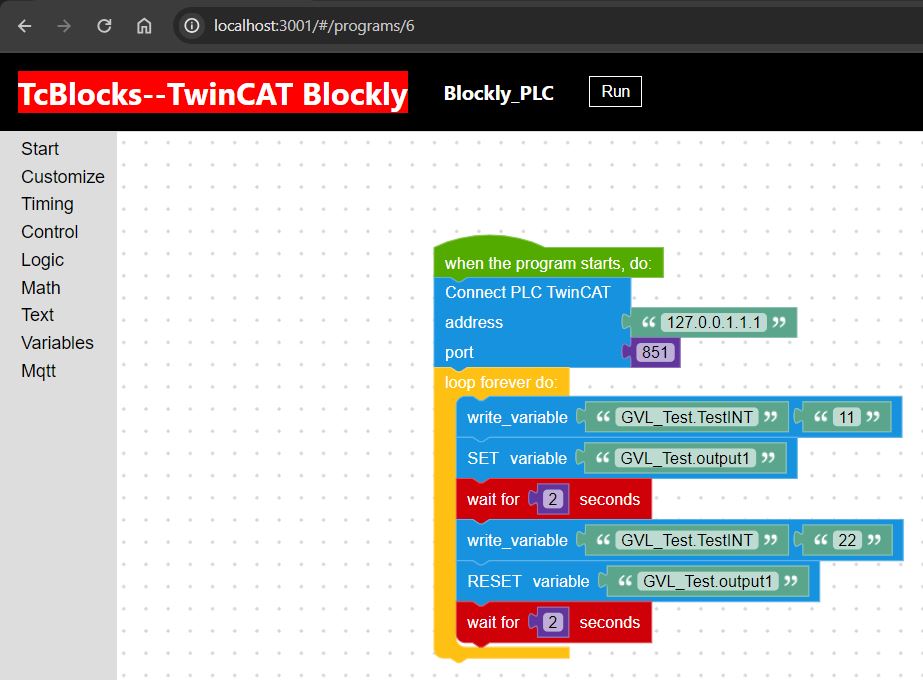 localhost:3001/#/programs/6
TcBlocks--TwinCAT Blockly Blockly_PLC Run
Start
Customize
Timing
Control
Logic
Math
Text
Variables
Mqtt
when the program starts, do:
Connect PLC TwinCAT
address “ 127.0.0.1.1.1 ”
port 851
loop forever do:
write_variable “ GVL_Test.TestINT ” “ 11 ”
SET variable “ GVL_Test.output1 ”
wait for 2 seconds
write_variable “ GVL_Test.TestINT ” “ 22 ”
RESET variable “ GVL_Test.output1 ”
wait for 2 seconds